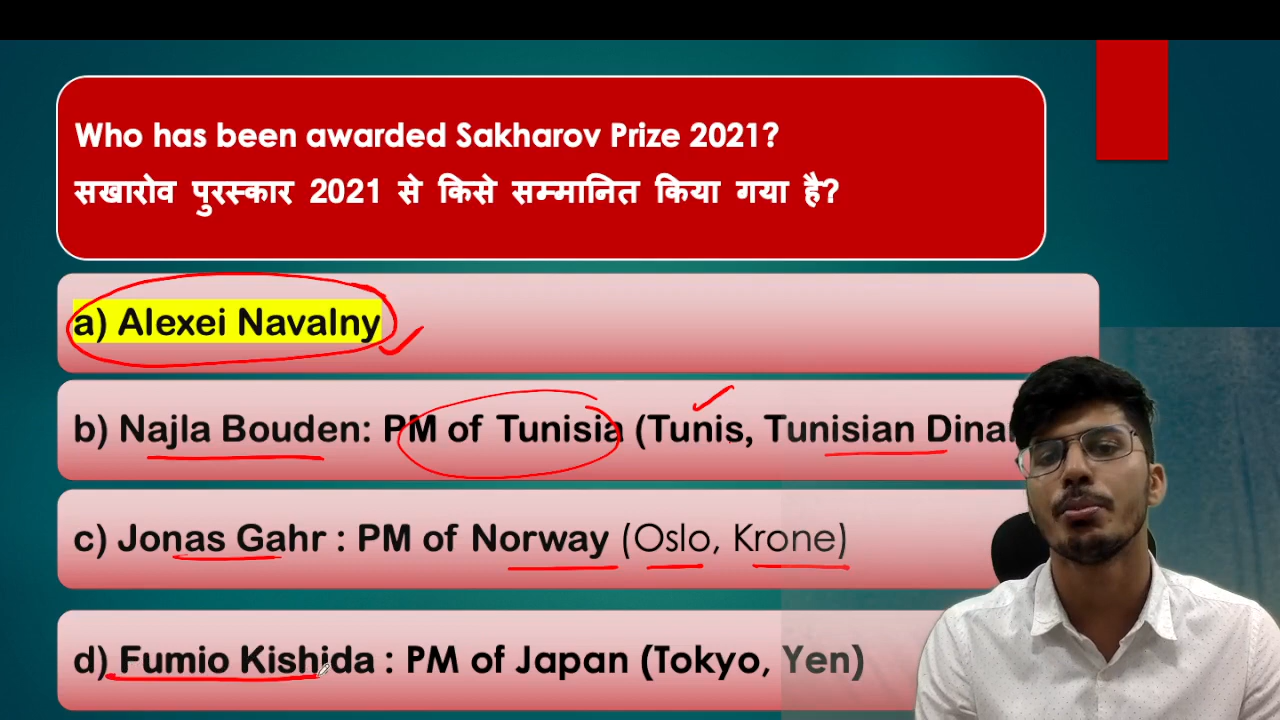 Who has been awarded Sakharov Prize 2021?
सखारोव पुरस्कार 2021 से किसे सम्मानित किया गया है?
a) Alexei Navalny
b) Najla Bouden: PM of Tunisia (Tunis, Tunisian
c) Jonas Gahr : PM of Norway (Oslo, Krone)
d) Fumio Kishida : PM of Japan (Tokyo, Yen)